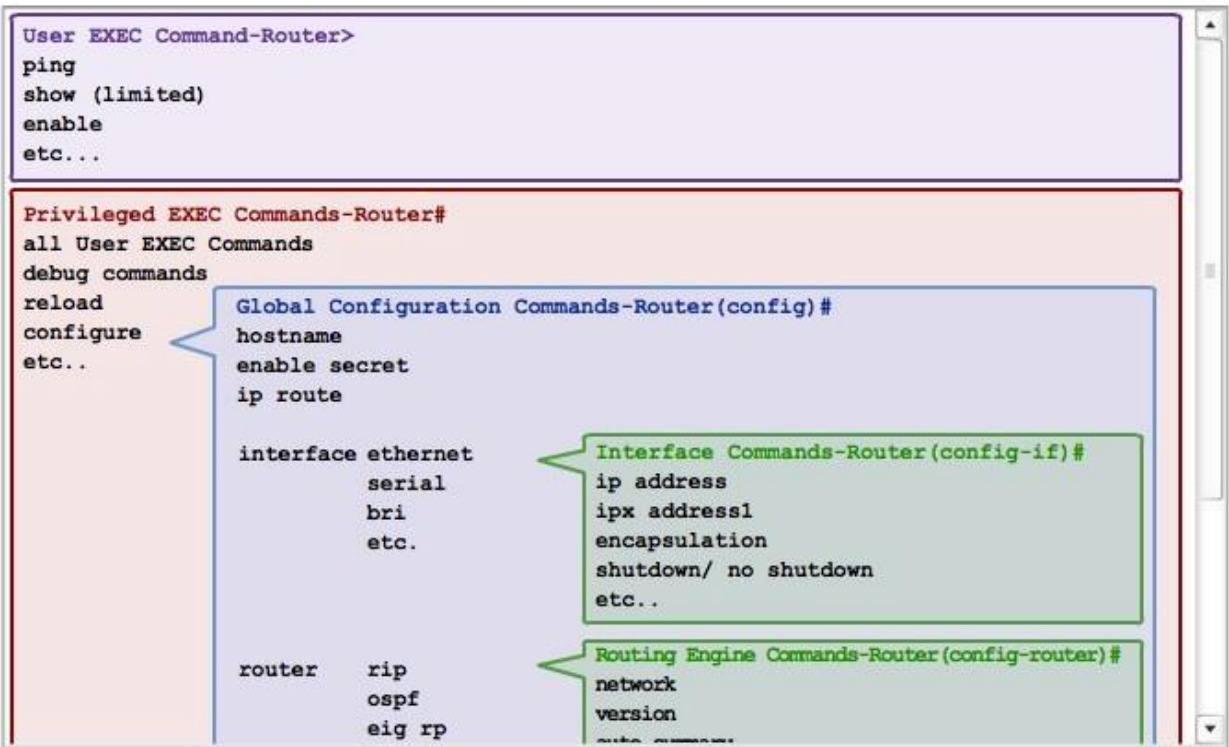 User EXEC Command-Router>
ping
show (limited)
enable
etc...
Privileged EXEC Commands-Router#
all User EXEC Commands
debug commands
reload
configure
etc..
Global Configuration Commands-Router(config)#
hostname
enable secret
ip route
interface ethernet
serial
bri
etc.
Interface Commands-Router(config-if)#
ip address
ipx address1
encapsulation
shutdown/ no shutdown
etc..
router rip
ospf
eig rp
Routing Engine Commands-Router(config-router)#
network
version
auto summary